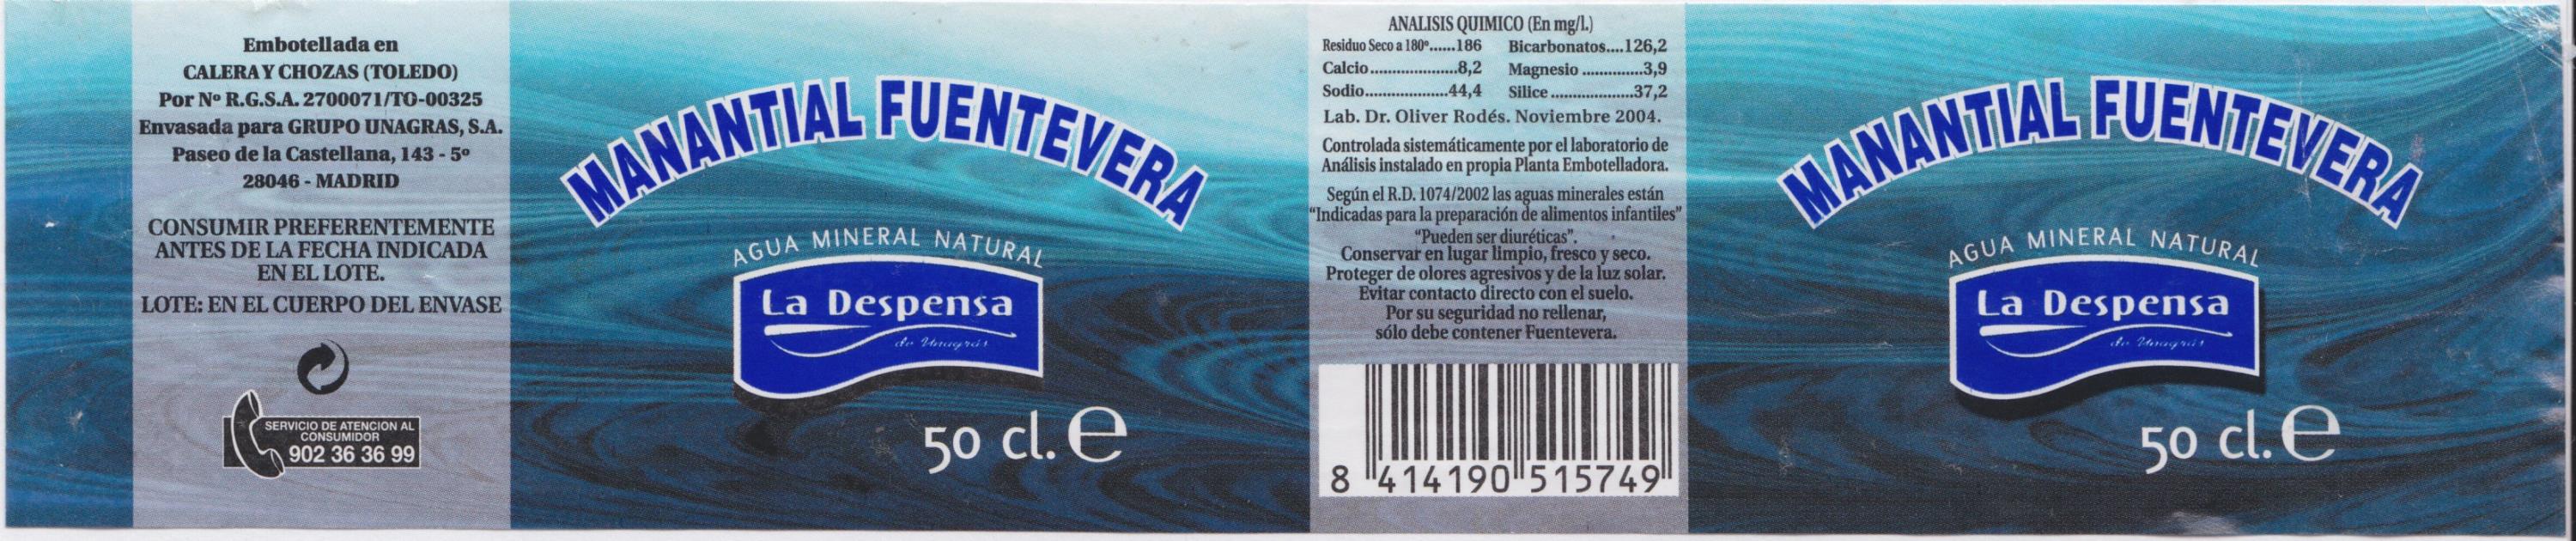 Embotellada en
CALERA Y CHOZAS (TOLEDO)
Por Nº R.G.S.A. 2700071/TO-00325
Envasada para GRUPO UNAGRAS, S.A.
Paseo de la Castellana, 143 - 5º
28046 - MADRID
CONSUMIR PREFERENTEMENTE
ANTES DE LA FECHA INDICADA
EN EL LOTE.
LOTE: EN EL CUERPO DEL ENVASE
SERVICIO DE ATENCION AL
CONSUMIDOR
902 36 36 99
MANANTIAL FUENTEVERA
AGUA MINERAL NATURAL
La Despensa
de Unagrás
50 cl. e
ANALISIS QUIMICO (En mg/l.)
Residuo Seco a 180º......186 Bicarbonatos....126,2
Calcio.....................8,2 Magnesio ...............3,9
Sodio....................44,4 Silice ....................37,2
Lab. Dr. Oliver Rodés. Noviembre 2004.
Controlada sistemáticamente por el laboratorio de
Análisis instalado en propia Planta Embotelladora.
Según el R.D. 1074/2002 las aguas minerales están
"Indicadas para la preparación de alimentos infantiles"
"Pueden ser diuréticas".
Conservar en lugar limpio, fresco y seco.
Proteger de olores agresivos y de la luz solar.
Evitar contacto directo con el suelo.
Por su seguridad no rellenar,
sólo debe contener Fuentevera.
8 414190 515749
MANANTIAL FUENTEVERA
AGUA MINERAL NATURAL
La Despensa
de Unagrás
50 cl. e